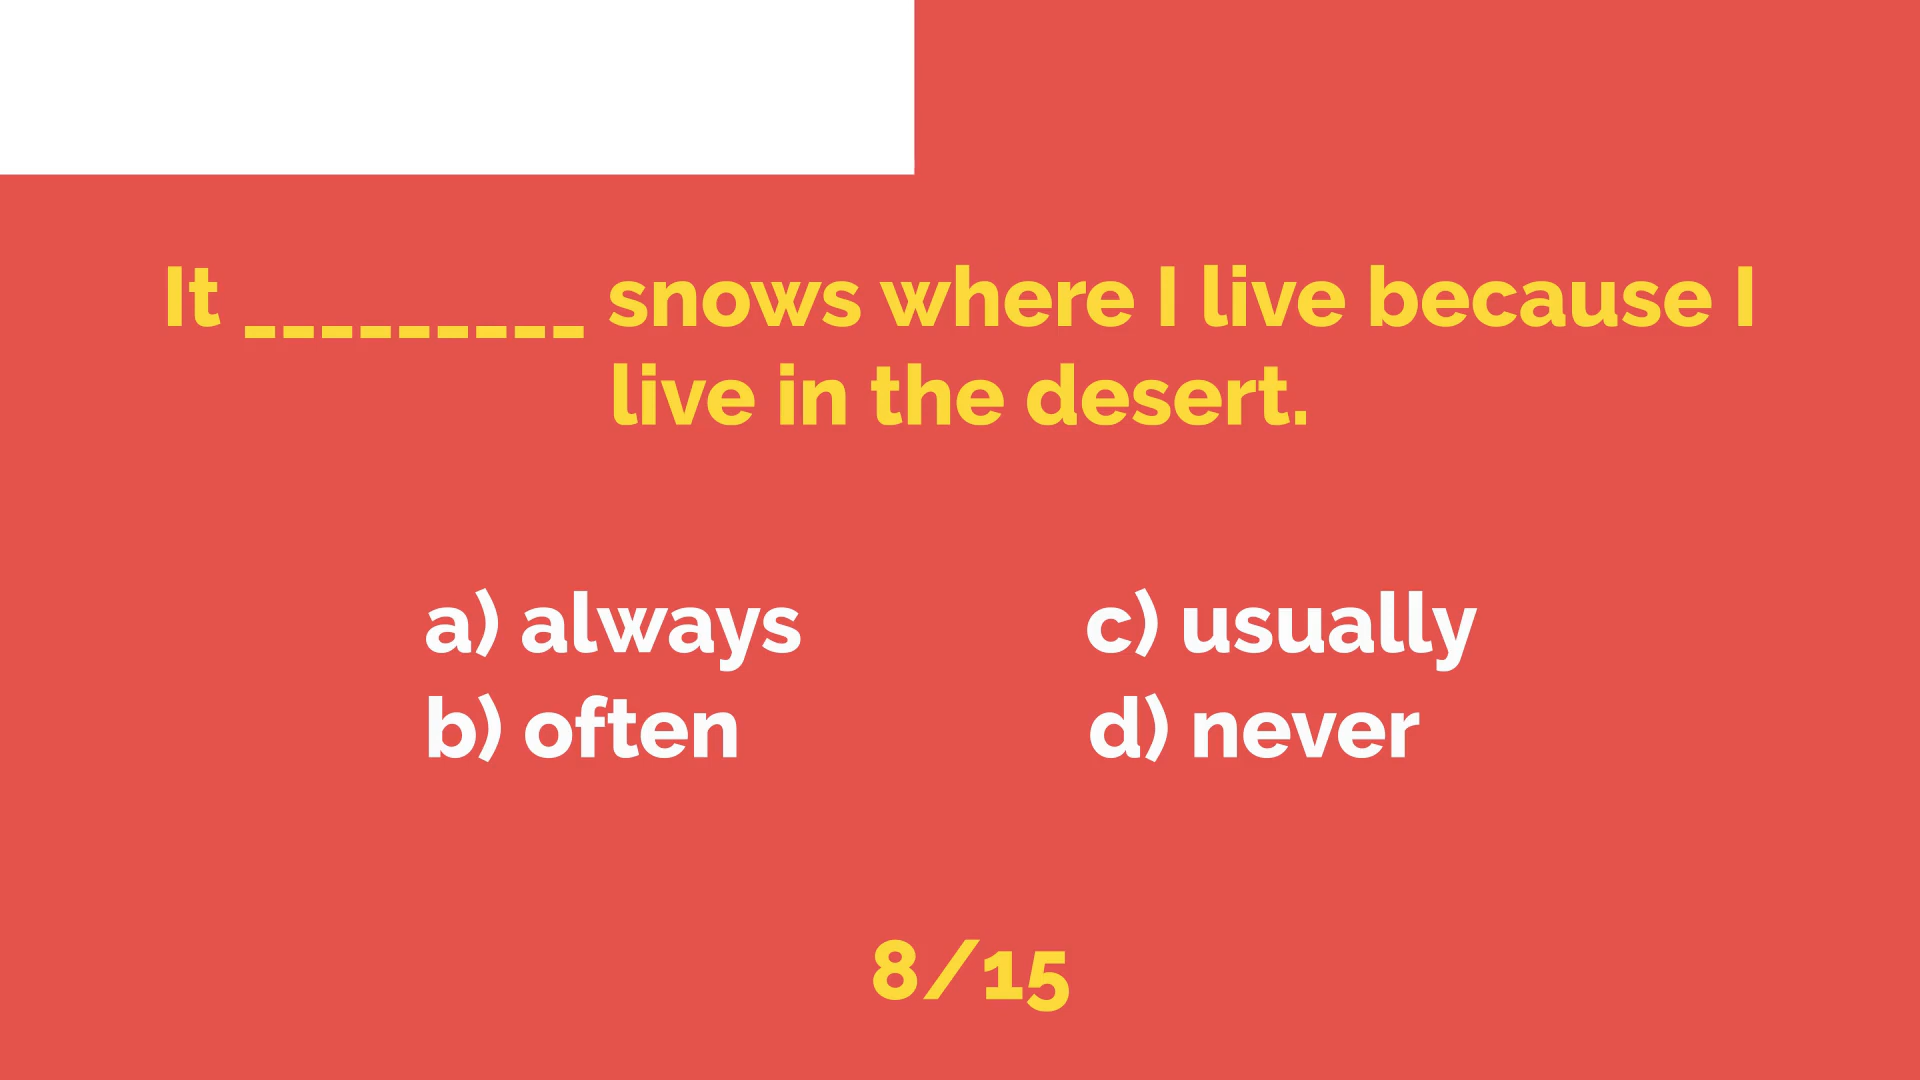 It _________ snows where I live because I
live in the desert.
a) always
b) often
c) usually
d) never
8/15